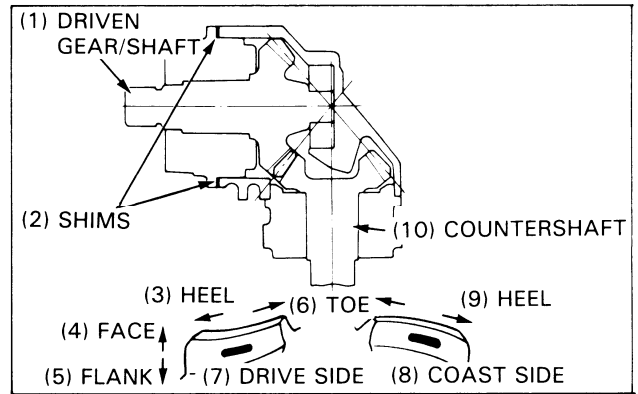 (1) DRIVEN
GEAR/SHAFT
(2) SHIMS
(10) COUNTERSHAFT
(3) HEEL
(6) TOE
(9) HEEL
(4) FACE
(5) FLANK
(7) DRIVE SIDE
(8) COAST SIDE